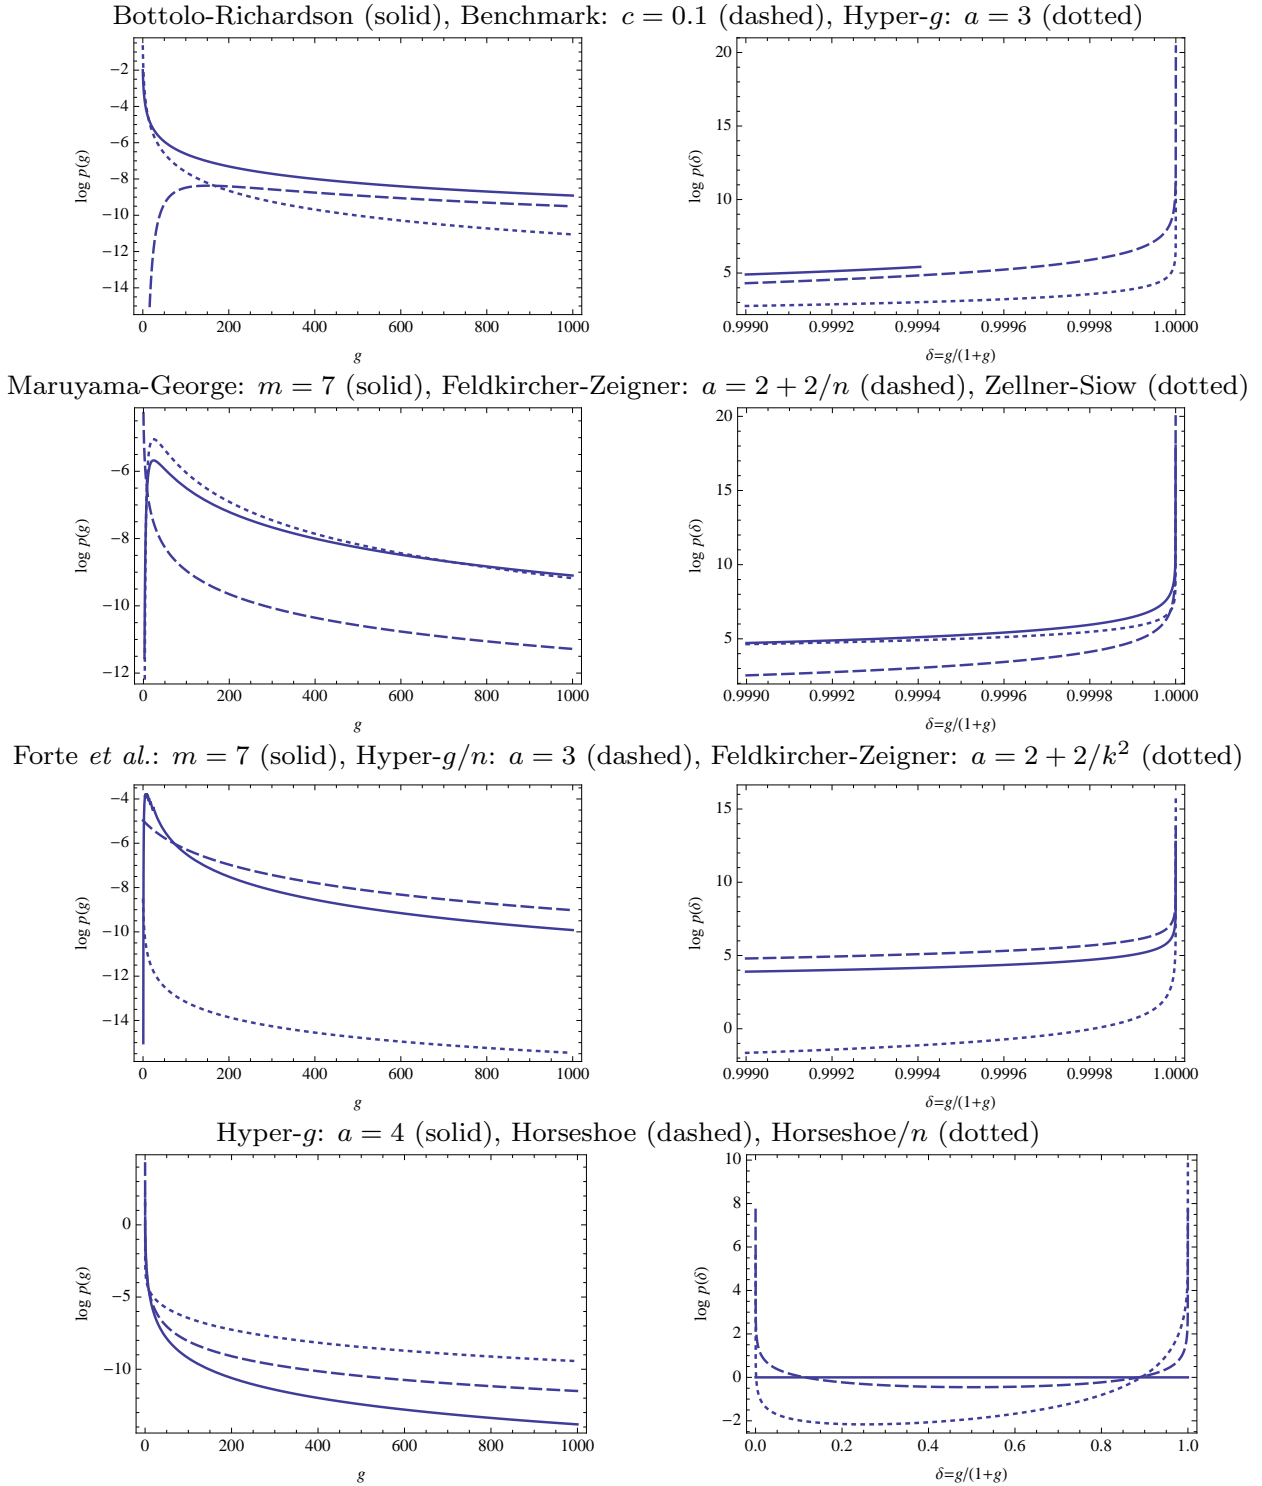 Bottolo-Richardson (solid), Benchmark: c = 0.1 (dashed), Hyper-g: a = 3 (dotted)
log p(g)
−2
−4
−6
−8
−10
−12
−14
0 200 400 600 800 1000
g
log p(δ)
20
15
10
5
0.9990 0.9992 0.9994 0.9996 0.9998 1.0000
δ=g/(1+g)
Maruyama-George: m = 7 (solid), Feldkircher-Zeigner: a = 2 + 2/n (dashed), Zellner-Siow (dotted)
log p(g)
−6
−8
−10
−12
0 200 400 600 800 1000
g
log p(δ)
20
15
10
5
0.9990 0.9992 0.9994 0.9996 0.9998 1.0000
δ=g/(1+g)
Forte et al.: m = 7 (solid), Hyper-g/n: a = 3 (dashed), Feldkircher-Zeigner: a = 2 + 2/k² (dotted)
log p(g)
−4
−6
−8
−10
−12
−14
0 200 400 600 800 1000
g
log p(δ)
15
10
5
0
0.9990 0.9992 0.9994 0.9996 0.9998 1.0000
δ=g/(1+g)
Hyper-g: a = 4 (solid), Horseshoe (dashed), Horseshoe/n (dotted)
log p(g)
0
−5
−10
0 200 400 600 800 1000
g
log p(δ)
10
8
6
4
2
0
−2
0.0 0.2 0.4 0.6 0.8 1.0
δ=g/(1+g)